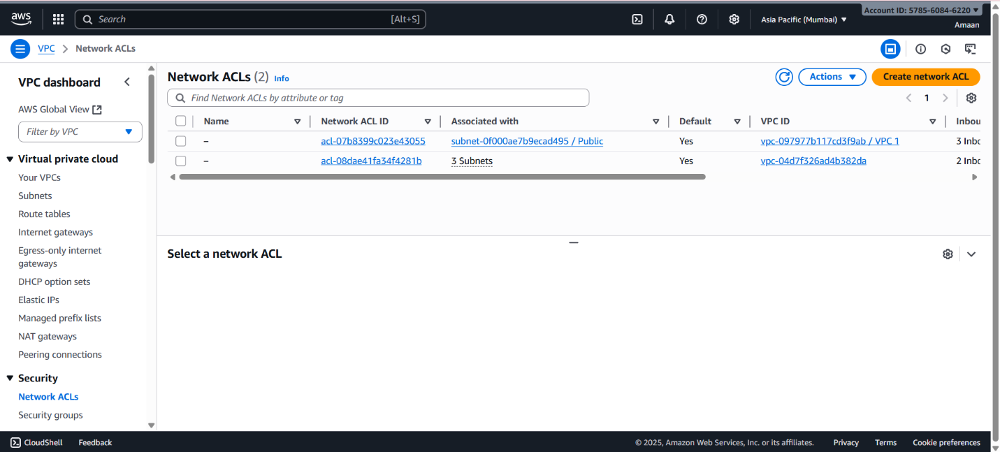 aws
Search [Alt+S]
Asia Pacific (Mumbai)
Account ID: 5785-6084-6220
Amaan
VPC
Network ACLs
VPC dashboard
AWS Global View
Filter by VPC
Virtual private cloud
Your VPCs
Subnets
Route tables
Internet gateways
Egress-only internet
gateways
DHCP option sets
Elastic IPs
Managed prefix lists
NAT gateways
Peering connections
Security
Network ACLs
Security groups
Network ACLs (2) Info
Actions
Create network ACL
Find Network ACLs by attribute or tag
1
Name Network ACL ID Associated with Default VPC ID Inbou
– acl-07b8399c023e43055 subnet-0f000ae7b9ecad495 / Public Yes vpc-097977b117cd3f9ab / VPC 1 3 Inbo
– acl-08dae41fa34f4281b 3 Subnets Yes vpc-04d7f326ad4b382da 2 Inbo
Select a network ACL
CloudShell
Feedback
© 2025, Amazon Web Services, Inc. or its affiliates.
Privacy
Terms
Cookie preferences